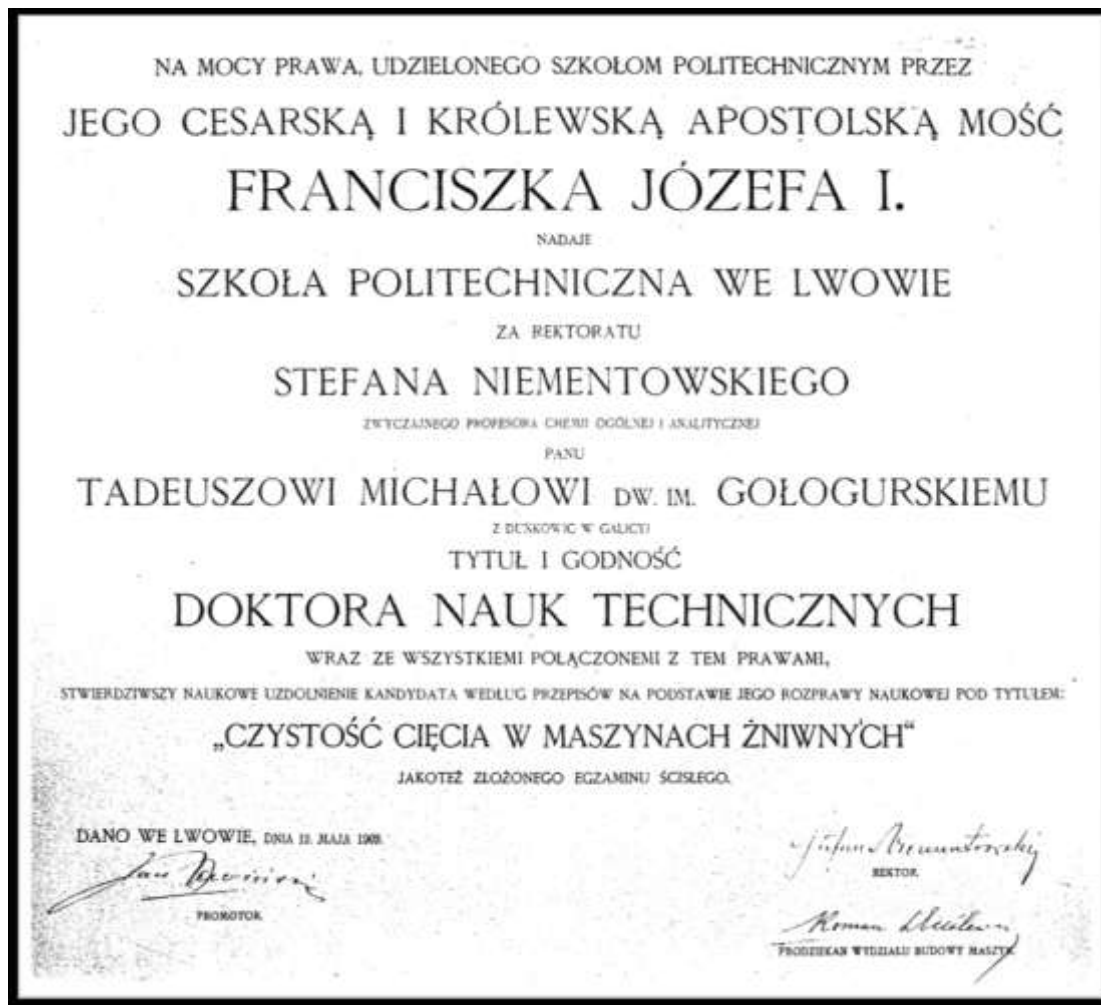 NA MOCY PRAWA, UDZIELONEGO SZKOŁOM POLITECHNICZNYM PRZEZ
JEGO CESARSKĄ I KRÓLEWSKĄ APOSTOLSKĄ MOŚĆ
FRANCISZKA JÓZEFA I.
NADAJE
SZKOŁA POLITECHNICZNA WE LWOWIE
ZA REKTORATU
STEFANA NIEMENTOWSKIEGO
ZWYCZAJNEGO PROFESORA CHEMII OGÓLNEJ I ANALITYCZNEJ
PANU
TADEUSZOWI MICHAŁOWI DW. IM. GOŁOGURSKIEMU
Z DUŃKOWIC W GALICYI
TYTUŁ I GODNOŚĆ
DOKTORA NAUK TECHNICZNYCH
WRAZ ZE WSZYSTKIEMI POŁĄCZONEMI Z TEM PRAWAMI,
STWIERDZIWSZY NAUKOWE UZDOLNIENIE KANDYDATA WEDŁUG PRZEPISÓW NA PODSTAWIE JEGO ROZPRAWY NAUKOWEJ POD TYTUŁEM:
„CZYSTOŚĆ CIĘCIA W MASZYNACH ŻNIWNYCH“
JAKOTEŻ ZŁOŻONEGO EGZAMINU ŚCISŁEGO.
DANO WE LWOWIE, DNIA MAJA
Jan
PROMOTOR.
Stefan Niementowski
REKTOR.
Roman
PRODZIEKAN WYDZIAŁU BUDOWY MASZYN.